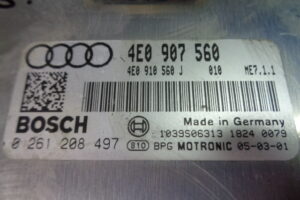 4E0 907 560
4E0 910 560 J 010 ME7.1.1
BOSCH
Made in Germany
1039S06313 1824 0079
0 261 208 497
810 BPG MOTRONIC 05-03-01